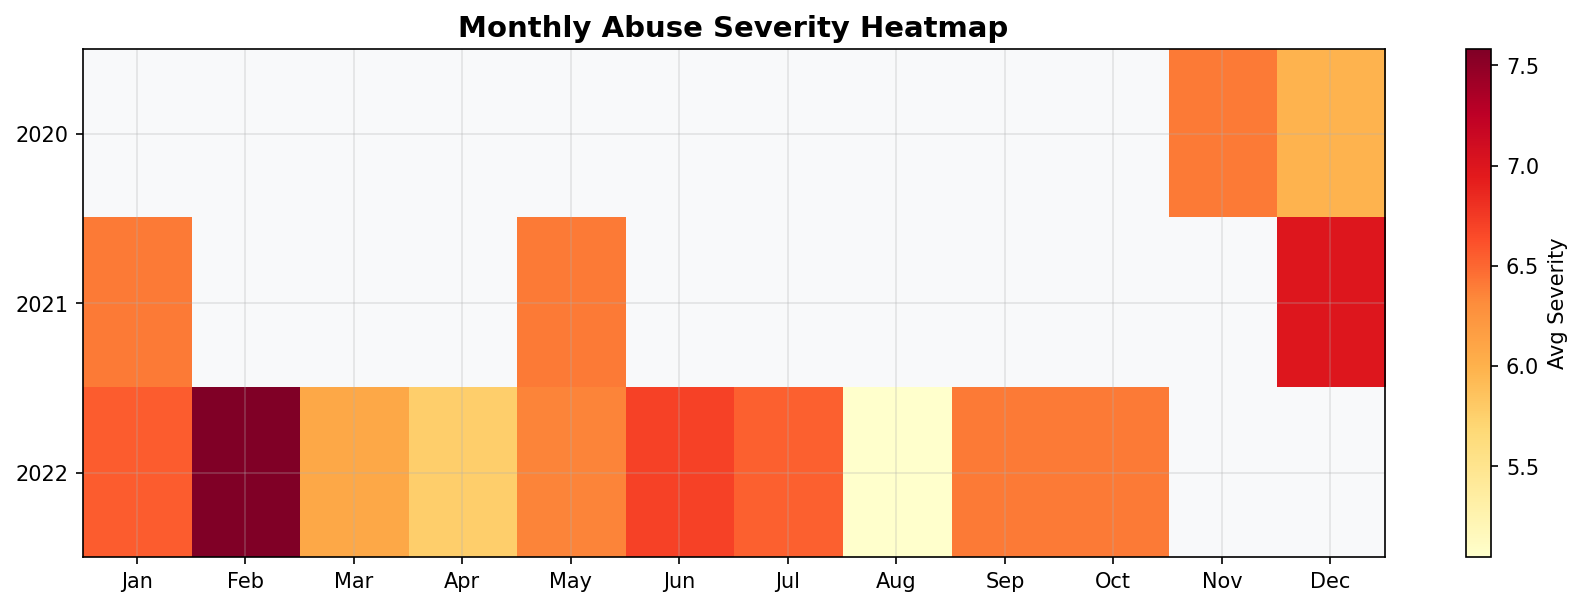 Monthly Abuse Severity Heatmap
2020
2021
2022
Jan Feb Mar Apr May Jun Jul Aug Sep Oct Nov Dec
7.5
7.0
6.5
6.0
5.5
Avg Severity